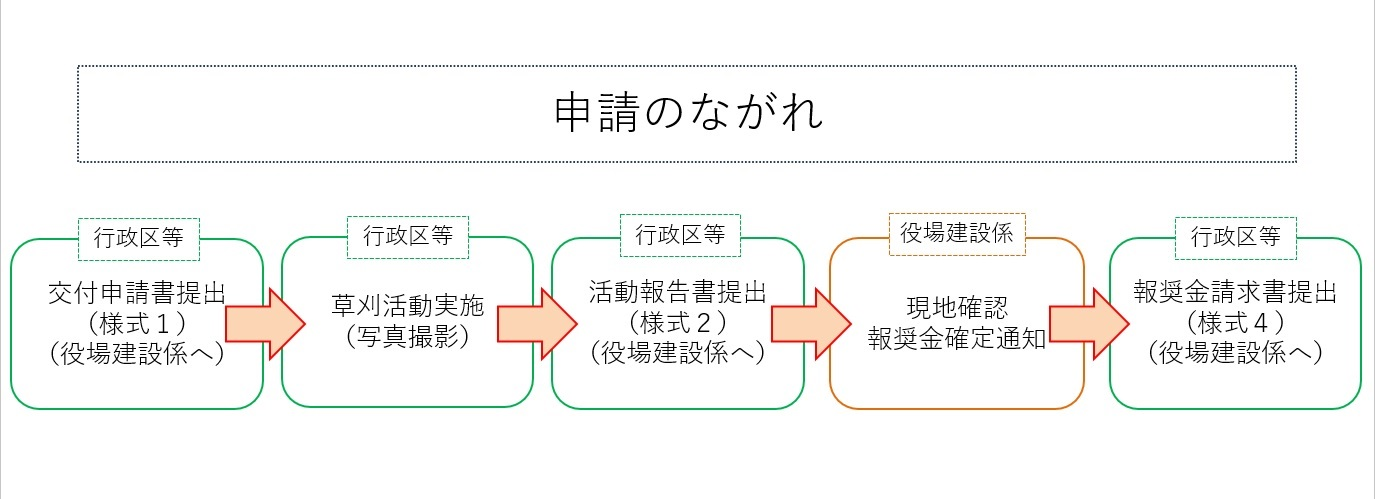 申請のながれ
行政区等
交付申請書提出
（様式１）
（役場建設係へ）
行政区等
草刈活動実施
（写真撮影）
行政区等
活動報告書提出
（様式２）
（役場建設係へ）
役場建設係
現地確認
報奨金確定通知
行政区等
報奨金請求書提出
（様式４）
（役場建設係へ）